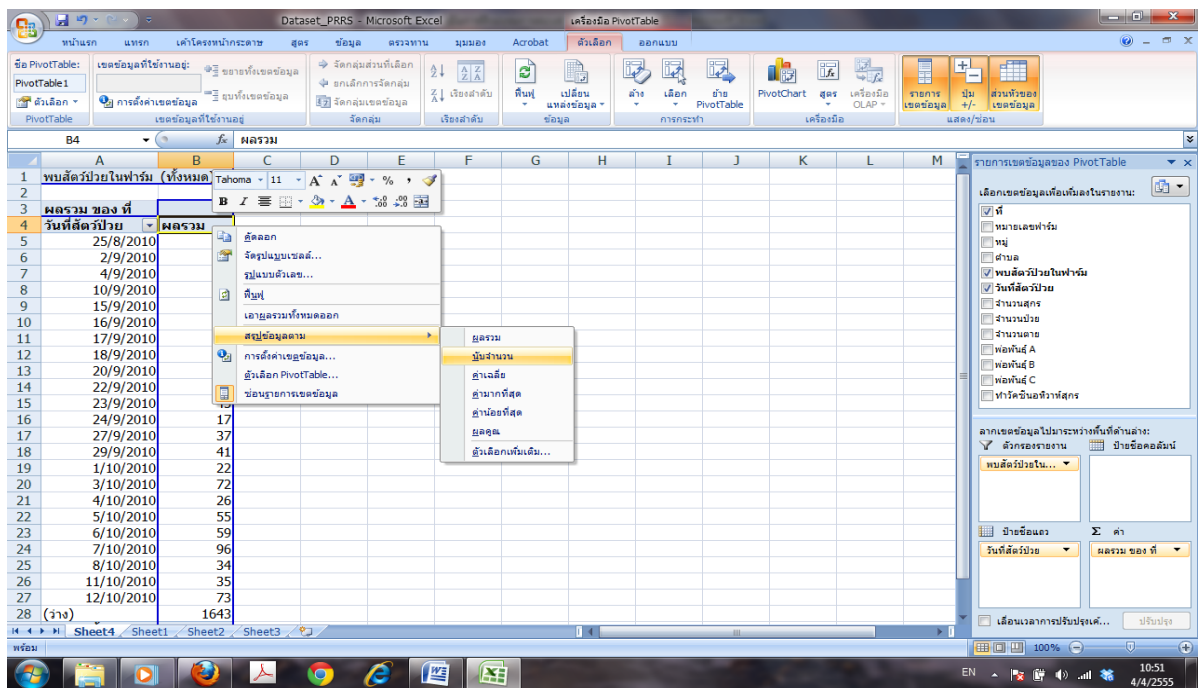 Dataset_PRRS - Microsoft Excel
เครื่องมือ PivotTable
หน้าแรก แทรก เค้าโครงหน้ากระดาษ สูตร ข้อมูล ตรวจทาน มุมมอง Acrobat ตัวเลือก ออกแบบ
ชื่อ PivotTable:
PivotTable1
ตัวเลือก
PivotTable
เขตข้อมูลที่ใช้งานอยู่:
การตั้งค่าเขตข้อมูล
ขยายทั้งเขตข้อมูล
ยุบทั้งเขตข้อมูล
เขตข้อมูลที่ใช้งานอยู่
จัดกลุ่มส่วนที่เลือก
ยกเลิกการจัดกลุ่ม
จัดกลุ่มเขตข้อมูล
จัดกลุ่ม
เรียงลำดับ
เรียงลำดับ
ฟื้นฟู
เปลี่ยนแหล่งข้อมูล
ข้อมูล
ล้าง
เลือก
ย้าย PivotTable
การกระทำ
PivotChart
สูตร
เครื่องมือ OLAP
เครื่องมือ
รายการเขตข้อมูล
ปุ่ม +/-
ส่วนหัวของเขตข้อมูล
แสดง/ซ่อน
B4 fx ผลรวม
A B C D E F G H I J K L M
1 พบสัตว์ป่วยในฟาร์ม (ทั้งหมด)
2
3 ผลรวม ของ ที่
4 วันที่สัตว์ป่วย ผลรวม
5 25/8/2010
6 2/9/2010
7 4/9/2010
8 10/9/2010
9 15/9/2010
10 16/9/2010
11 17/9/2010
12 18/9/2010
13 20/9/2010
14 22/9/2010
15 23/9/2010
16 24/9/2010 17
17 27/9/2010 37
18 29/9/2010 41
19 1/10/2010 22
20 3/10/2010 72
21 4/10/2010 26
22 5/10/2010 55
23 6/10/2010 59
24 7/10/2010 96
25 8/10/2010 34
26 11/10/2010 35
27 12/10/2010 73
28 (ว่าง) 1643
Tahoma 11 A A % ,
B I A
คัดลอก
จัดรูปแบบเซลล์...
รูปแบบตัวเลข...
ฟื้นฟู
เอาผลรวมทั้งหมดออก
สรุปข้อมูลตาม
การตั้งค่าเขตข้อมูล...
ตัวเลือก PivotTable...
ซ่อนรายการเขตข้อมูล
ผลรวม
นับจำนวน
ค่าเฉลี่ย
ค่ามากที่สุด
ค่าน้อยที่สุด
ผลคูณ
ตัวเลือกเพิ่มเติม...
รายการเขตข้อมูลของ PivotTable
เลือกเขตข้อมูลเพื่อเพิ่มลงในรายงาน:
ที่
หมายเลขฟาร์ม
หมู่
ตำบล
พบสัตว์ป่วยในฟาร์ม
วันที่สัตว์ป่วย
จำนวนสุกร
จำนวนป่วย
จำนวนตาย
พ่อพันธุ์ A
พ่อพันธุ์ B
พ่อพันธุ์ C
ทำวัคซีนอหิวาห์สุกร
ลากเขตข้อมูลไปมาระหว่างพื้นที่ด้านล่าง:
ตัวกรองรายงาน ป้ายชื่อคอลัมน์
พบสัตว์ป่วยใน...
ป้ายชื่อแถว Σ ค่า
วันที่สัตว์ป่วย ผลรวม ของ ที่
เลื่อนเวลาการปรับปรุงเค้... ปรับปรุง
Sheet4 Sheet1 Sheet2 Sheet3
พร้อม 100%
EN 10:51
4/4/2555